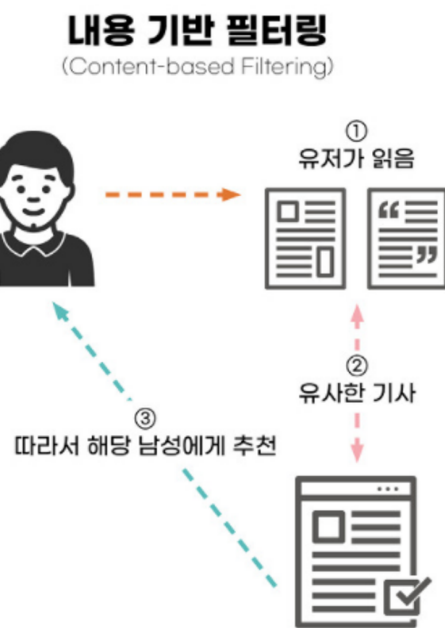 내용 기반 필터링
(Content-based Filtering)
①
유저가 읽음
“
”
②
유사한 기사
③
따라서 해당 남성에게 추천